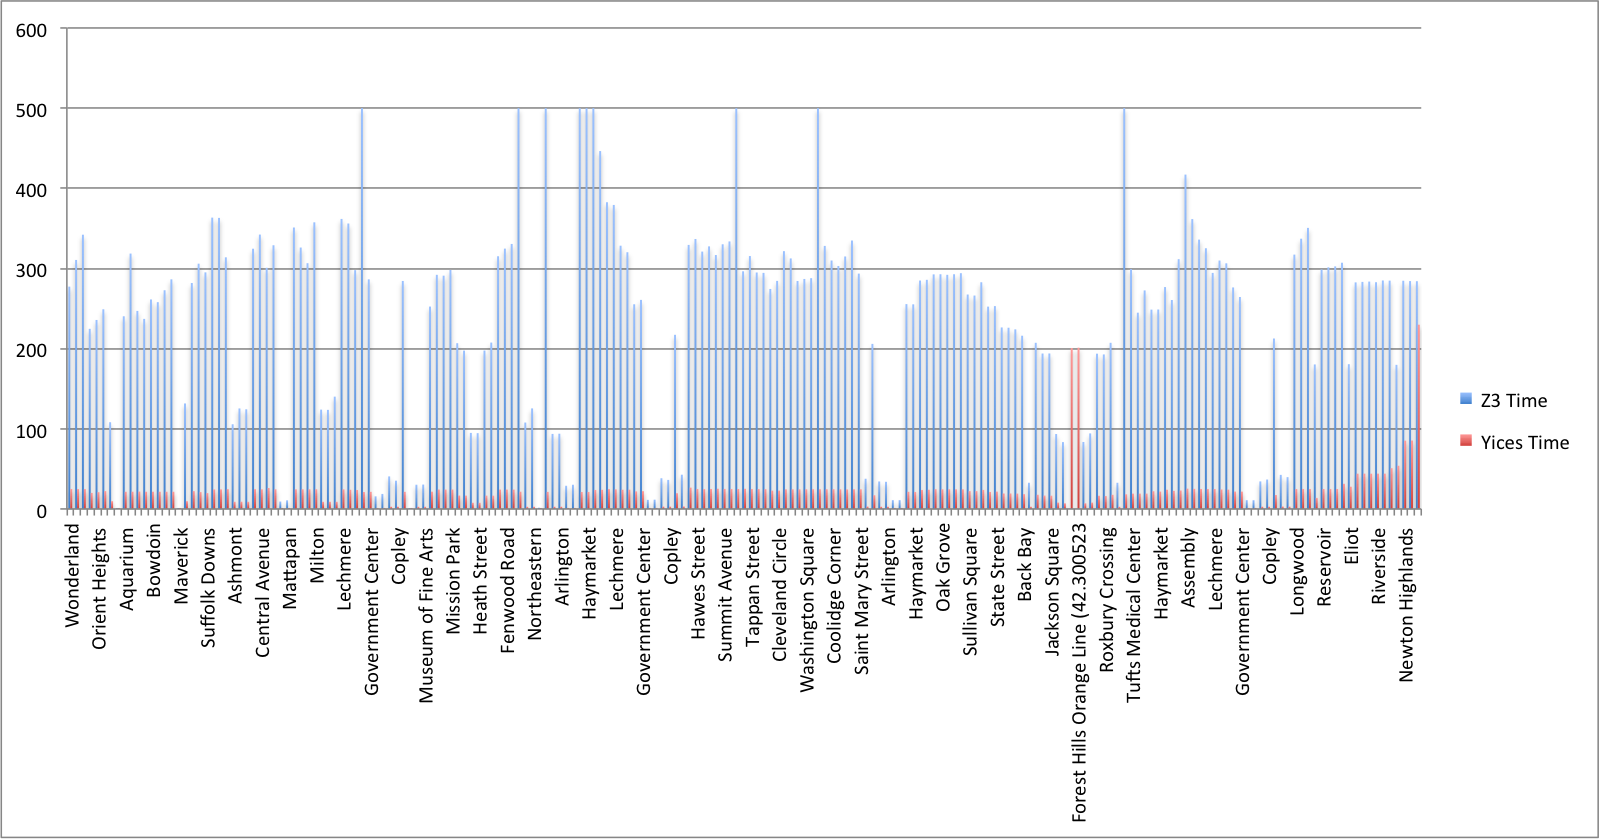 600
500
400
300
200
100
0
Wonderland
Orient Heights
Aquarium
Bowdoin
Maverick
Suffolk Downs
Ashmont
Central Avenue
Mattapan
Milton
Lechmere
Government Center
Copley
Museum of Fine Arts
Mission Park
Heath Street
Fenwood Road
Northeastern
Arlington
Haymarket
Lechmere
Government Center
Copley
Hawes Street
Summit Avenue
Tappan Street
Cleveland Circle
Washington Square
Coolidge Corner
Saint Mary Street
Arlington
Haymarket
Oak Grove
Sullivan Square
State Street
Back Bay
Jackson Square
Forest Hills Orange Line (42.300523
Roxbury Crossing
Tufts Medical Center
Haymarket
Assembly
Lechmere
Government Center
Copley
Longwood
Reservoir
Eliot
Riverside
Newton Highlands
Z3 Time
Yices Time